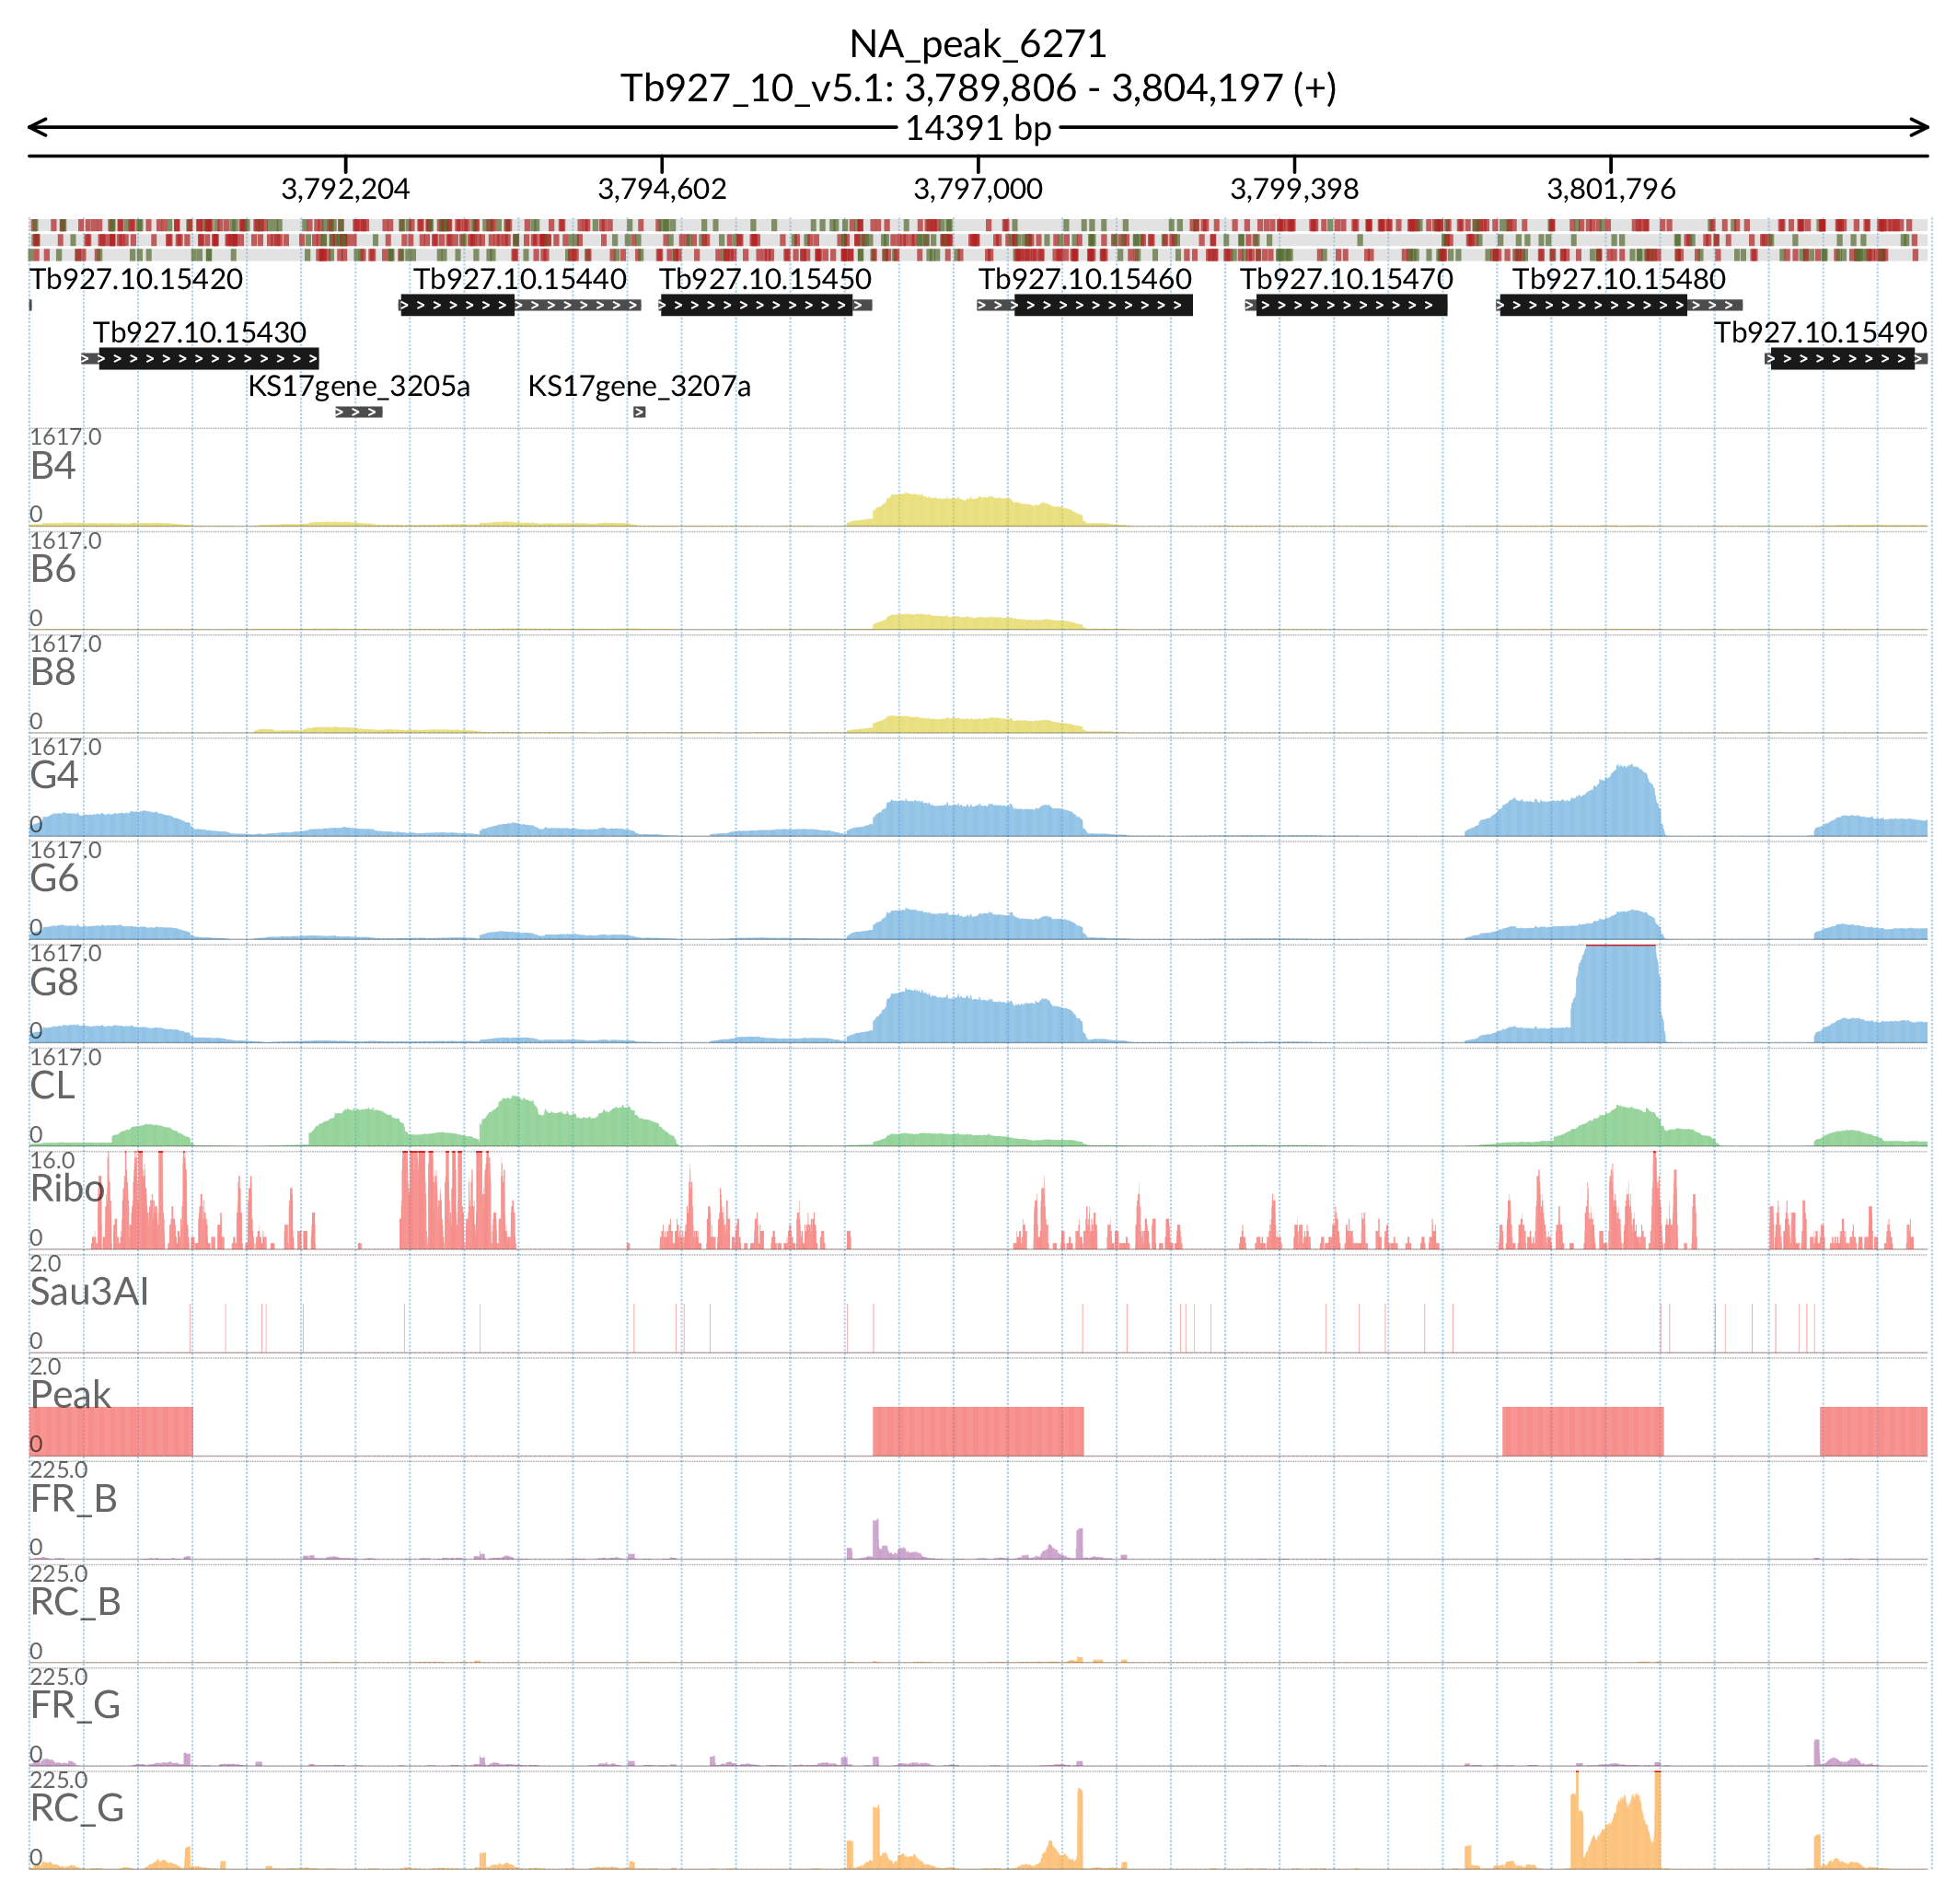 NA_peak_6271
Tb927_10_v5.1: 3,789,806 - 3,804,197 (+)
14391 bp
3,792,204 3,794,602 3,797,000 3,799,398 3,801,796
Tb927.10.15420 Tb927.10.15440 Tb927.10.15450 Tb927.10.15460 Tb927.10.15470 Tb927.10.15480
Tb927.10.15430 Tb927.10.15490
KS17gene_3205a KS17gene_3207a
1617.0
B4
0
1617.0
B6
0
1617.0
B8
0
1617.0
G4
0
1617.0
G6
0
1617.0
G8
0
1617.0
CL
0
16.0
Ribo
0
2.0
Sau3AI
0
2.0
Peak
0
225.0
FR_B
0
225.0
RC_B
0
225.0
FR_G
0
225.0
RC_G
0